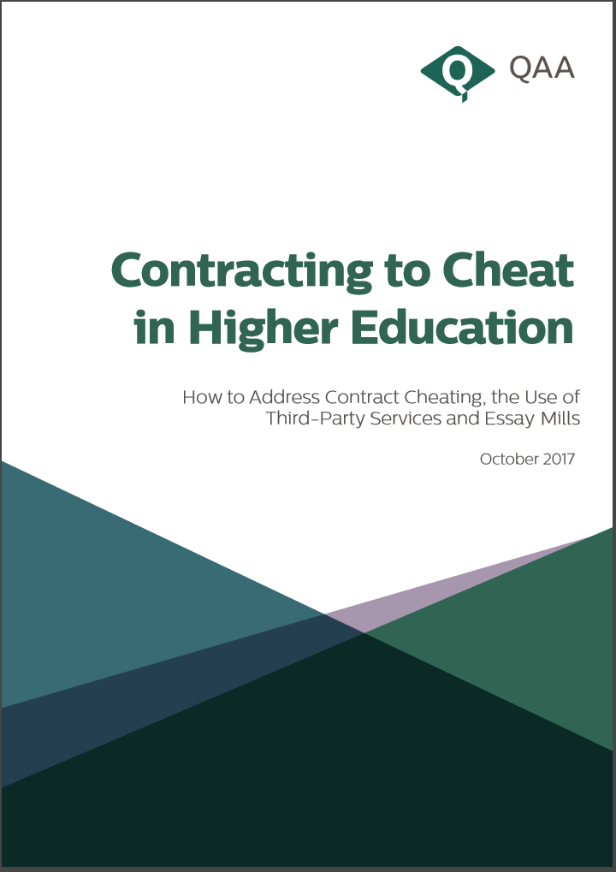 QAA
Contracting to Cheat
in Higher Education
How to Address Contract Cheating, the Use of
Third-Party Services and Essay Mills
October 2017